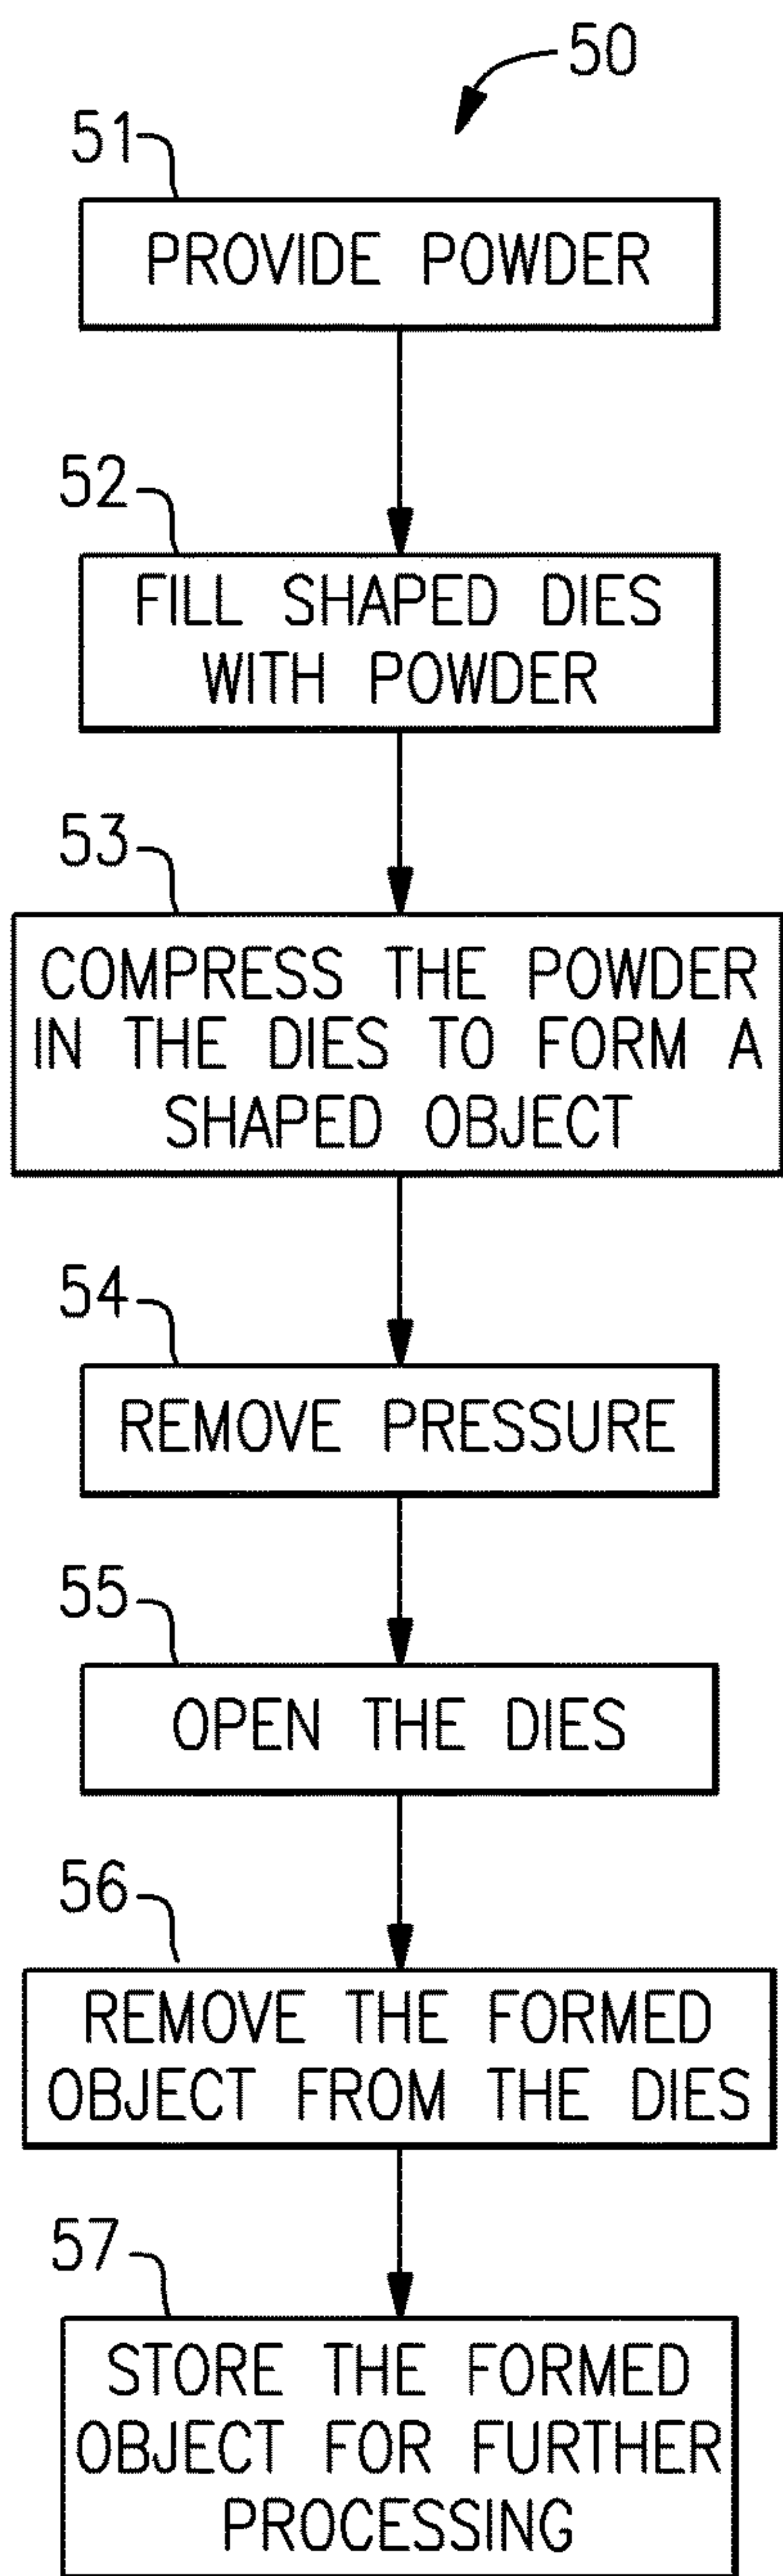 50
51
PROVIDE POWDER
52
FILL SHAPED DIES
WITH POWDER
53
COMPRESS THE POWDER
IN THE DIES TO FORM A
SHAPED OBJECT
54
REMOVE PRESSURE
55
OPEN THE DIES
56
REMOVE THE FORMED
OBJECT FROM THE DIES
57
STORE THE FORMED
OBJECT FOR FURTHER
PROCESSING